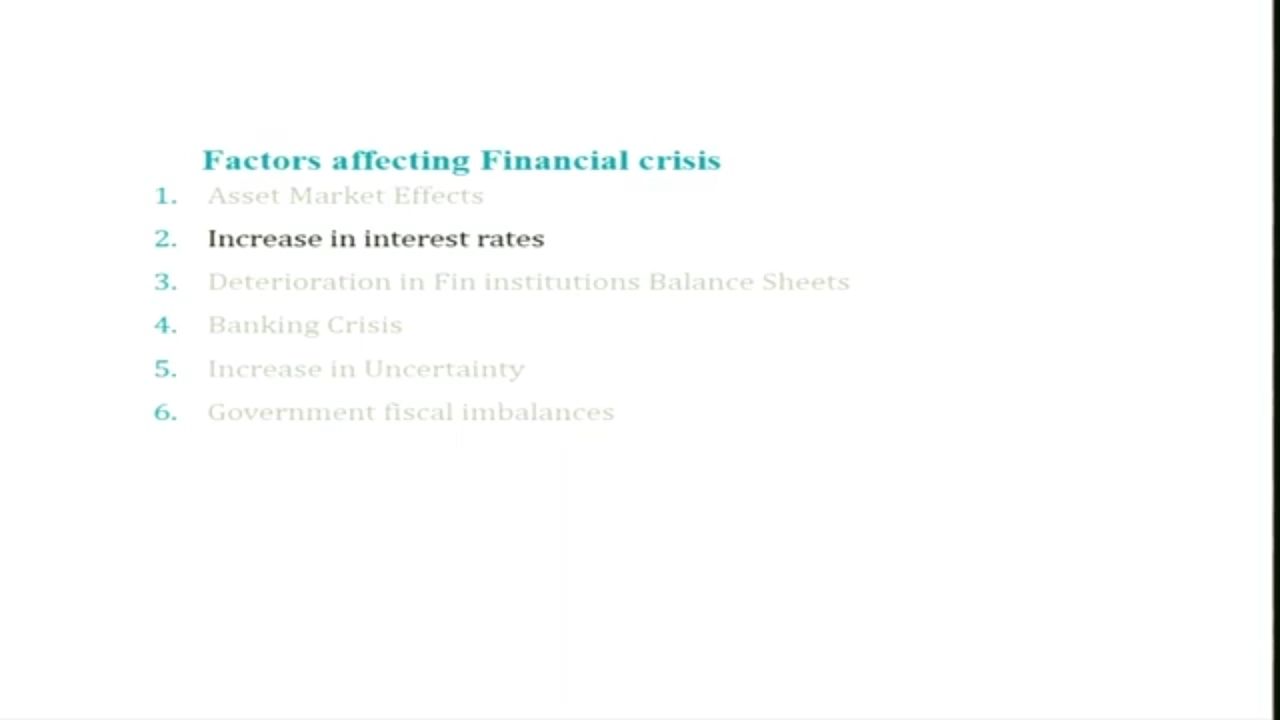 Factors affecting Financial crisis
1. Asset Market Effects
2. Increase in interest rates
3. Deterioration in Fin institutions Balance Sheets
4. Banking Crisis
5. Increase in Uncertainty
6. Government fiscal imbalances